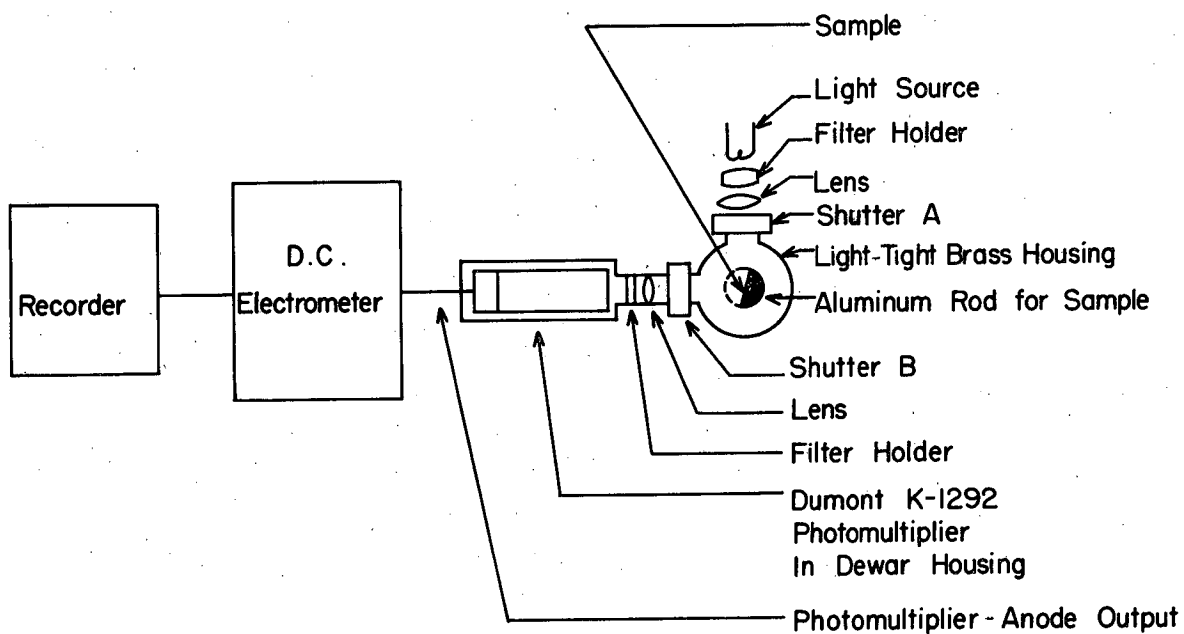 Sample
Light Source
Filter Holder
Lens
Shutter A
Light-Tight Brass Housing
Aluminum Rod for Sample
D.C.
Electrometer
Recorder
Shutter B
Lens
Filter Holder
Dumont K-1292
Photomultiplier
In Dewar Housing
Photomultiplier - Anode Output